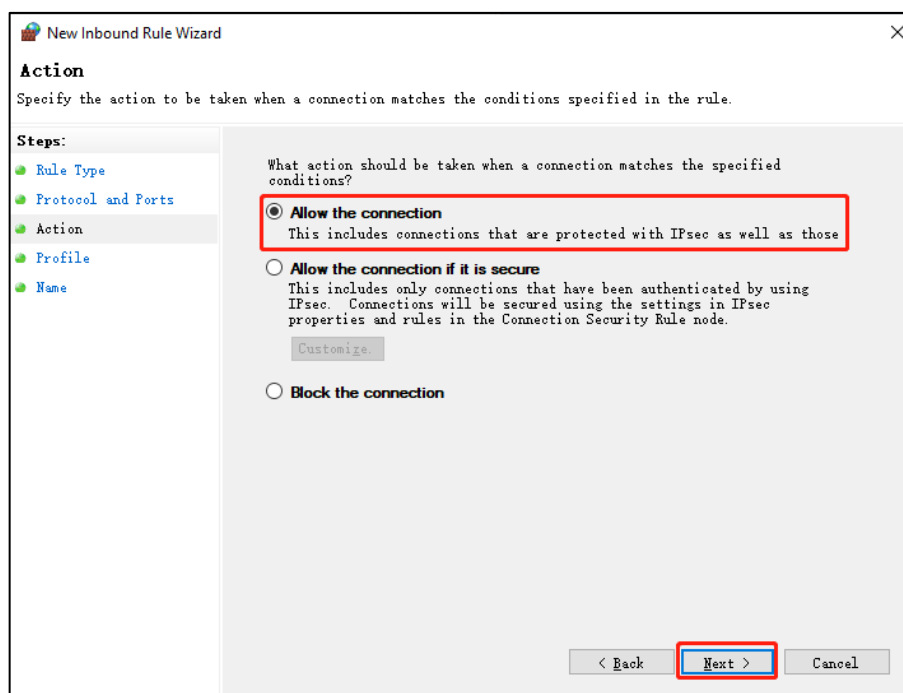 New Inbound Rule Wizard
Action
Specify the action to be taken when a connection matches the conditions specified in the rule.
Steps:
Rule Type
Protocol and Ports
Action
Profile
Name
What action should be taken when a connection matches the specified
conditions?
Allow the connection
This includes connections that are protected with IPsec as well as those
Allow the connection if it is secure
This includes only connections that have been authenticated by using
IPsec. Connections will be secured using the settings in IPsec
properties and rules in the Connection Security Rule node.
Customize.
Block the connection
< Back
Next >
Cancel